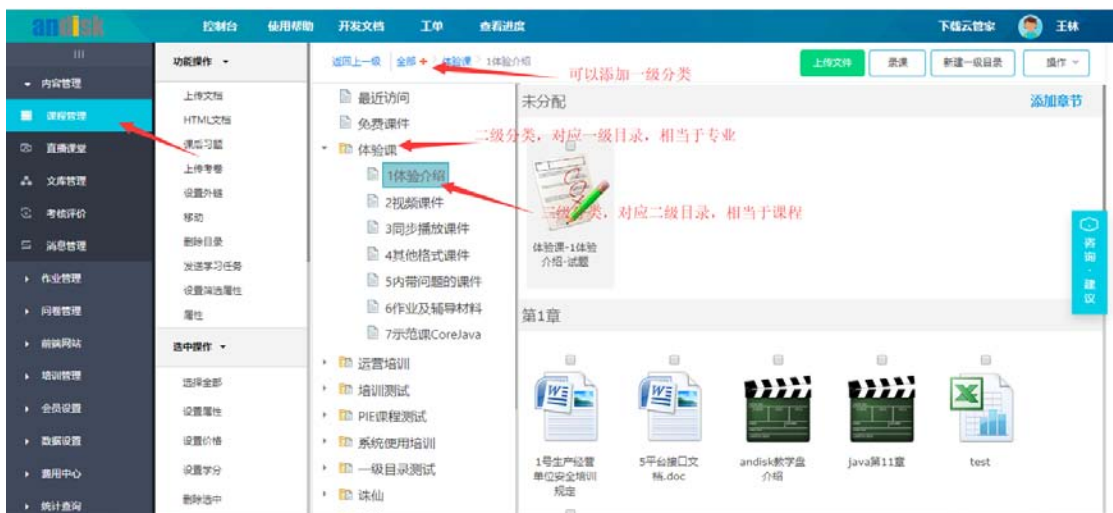 andisk
控制台
使用帮助
开发文档
工单
查看进度
下载云管家
王林
内容管理
课程管理
直播课堂
文库管理
考核评价
消息管理
作业管理
问卷管理
前端网站
培训管理
会员设置
数据设置
费用中心
统计查询
功能操作
上传文档
HTML文档
课后习题
上传考卷
设置外链
移动
删除目录
发送学习任务
设置筛选属性
属性
选中操作
选择全部
设置属性
设置价格
设置学分
删除选中
返回上一级 全部 + 体验课 1体验介绍
可以添加一级分类
上传文件
录课
新建一级目录
操作
最近访问
免费课件
体验课
1体验介绍
2视频课件
3同步播放课件
4其他格式课件
5内带问题的课件
6作业及辅导材料
7示范课CoreJava
运营培训
培训测试
PIE课程测试
系统使用培训
一级目录测试
诛仙
未分配
添加章节
二级分类，对应一级目录，相当于专业
三级分类，对应二级目录，相当于课程
体验课-1体验
介绍-试题
咨询·建议
第1章
1号生产经营
单位安全培训
规定
5平台接口文
档.doc
andisk教学盘
介绍
java第11章
test